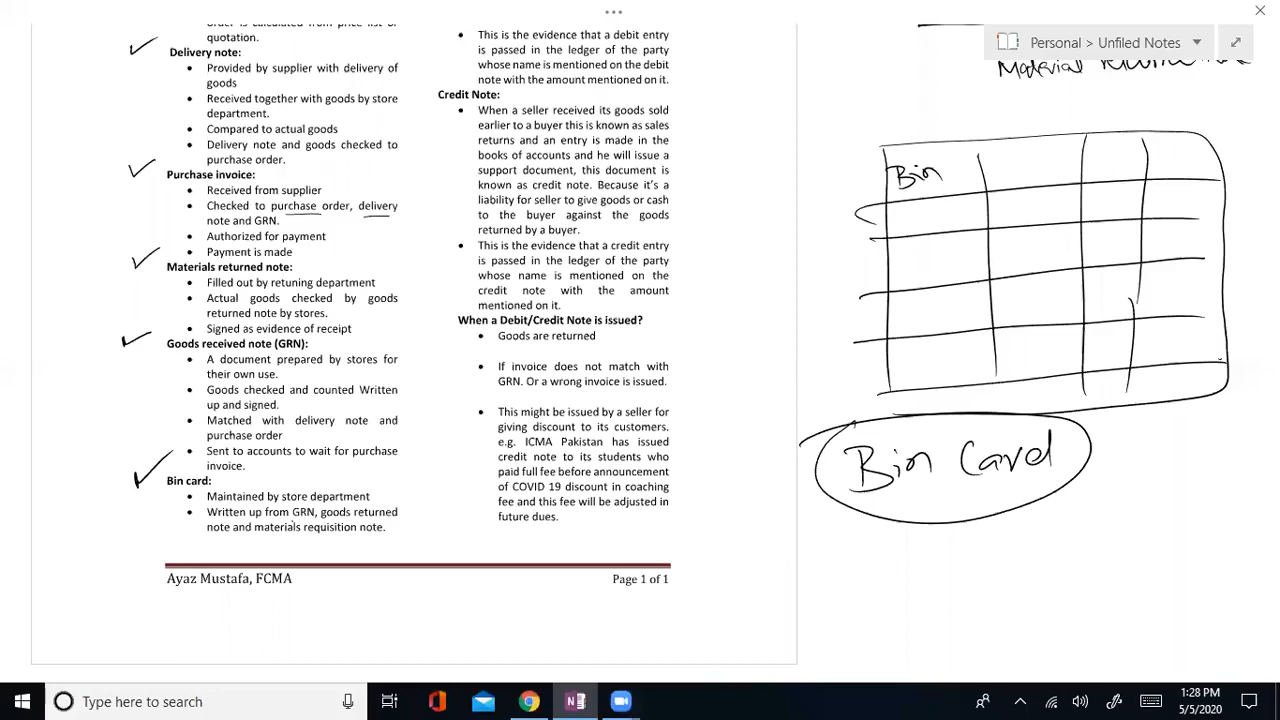 order is calculated from price list or
quotation.
Delivery note:
• Provided by supplier with delivery of
goods
• Received together with goods by store
department.
• Compared to actual goods
• Delivery note and goods checked to
purchase order.
Purchase invoice:
• Received from supplier
• Checked to purchase order, delivery
note and GRN.
• Authorized for payment
• Payment is made
Materials returned note:
• Filled out by retuning department
• Actual goods checked by goods
returned note by stores.
• Signed as evidence of receipt
Goods received note (GRN):
• A document prepared by stores for
their own use.
• Goods checked and counted Written
up and signed.
• Matched with delivery note and
purchase order
• Sent to accounts to wait for purchase
invoice.
Bin card:
• Maintained by store department
• Written up from GRN, goods returned
note and materials requisition note.
• This is the evidence that a debit entry
is passed in the ledger of the party
whose name is mentioned on the debit
note with the amount mentioned on it.
Credit Note:
• When a seller received its goods sold
earlier to a buyer this is known as sales
returns and an entry is made in the
books of accounts and he will issue a
support document, this document is
known as credit note. Because it's a
liability for seller to give goods or cash
to the buyer against the goods
returned by a buyer.
• This is the evidence that a credit entry
is passed in the ledger of the party
whose name is mentioned on the
credit note with the amount
mentioned on it.
When a Debit/Credit Note is issued?
• Goods are returned
• If invoice does not match with
GRN. Or a wrong invoice is issued.
• This might be issued by a seller for
giving discount to its customers.
e.g. ICMA Pakistan has issued
credit note to its students who
paid full fee before announcement
of COVID 19 discount in coaching
fee and this fee will be adjusted in
future dues.
Ayaz Mustafa, FCMA
Page 1 of 1
Personal > Unfiled Notes
Material
Bin
Bin Card
Type here to search
1:28 PM
5/5/2020